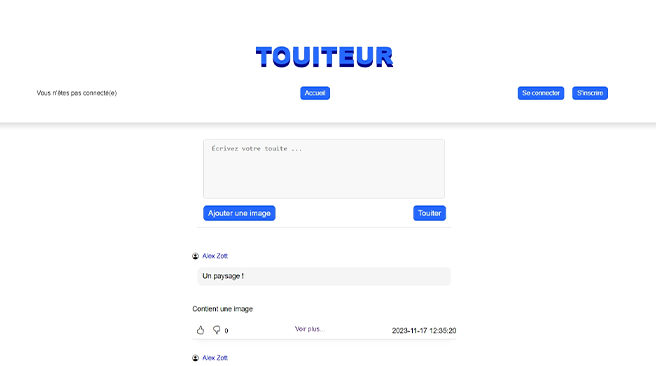 TOUITEUR
Vous n'êtes pas connecté(e)
Accueil
Se connecter
S'inscrire
Écrivez votre touite ...
Ajouter une image
Touiter
Alex Zott
Un paysage !
Contient une image
0
Voir plus...
2023-11-17 12:35:20
Alex Zott